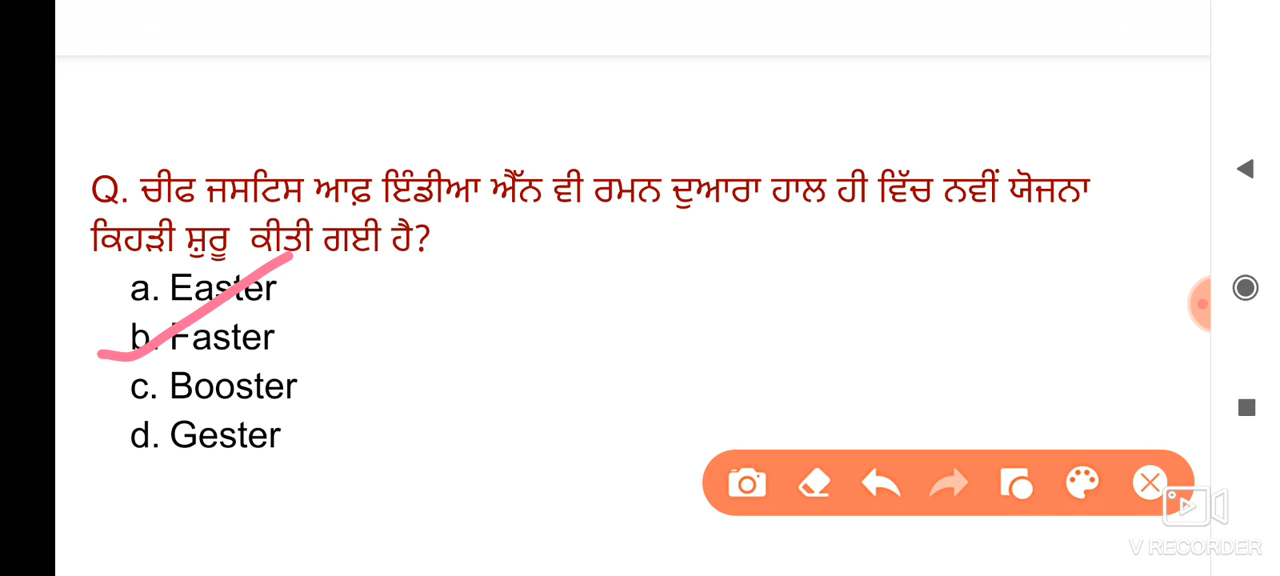 Q. ਚੀਫ ਜਸਟਿਸ ਆਫ਼ ਇੰਡੀਆ ਐੱਨ ਵੀ ਰਮਨ ਦੁਆਰਾ ਹਾਲ ਹੀ ਵਿੱਚ ਨਵੀਂ ਯੋਜਨਾ
ਕਿਹੜੀ ਸ਼ੁਰੂ ਕੀਤੀ ਗਈ ਹੈ?
a. Easter
b. Faster
c. Booster
d. Gester
V RECORDER